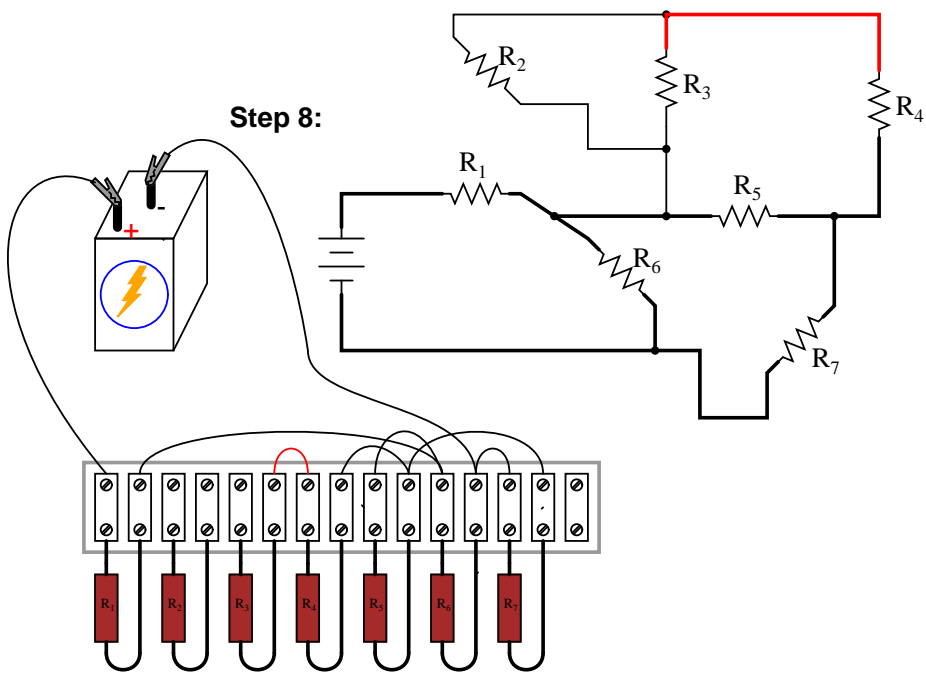 R2
R3
R4
Step 8:
R1
R5
-
+
R6
R7
R1 R2 R3 R4 R5 R6 R7